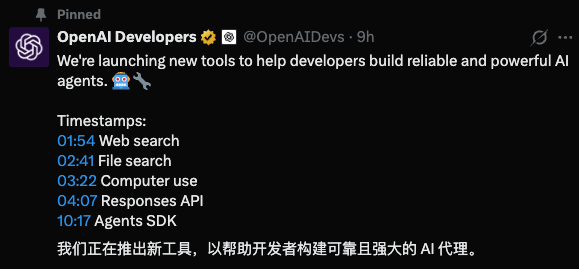 Pinned
OpenAI Developers @OpenAIDevs · 9h
We're launching new tools to help developers build reliable and powerful AI
agents. 🤖🔧
Timestamps:
01:54 Web search
02:41 File search
03:22 Computer use
04:07 Responses API
10:17 Agents SDK
我们正在推出新工具，以帮助开发者构建可靠且强大的 AI 代理。